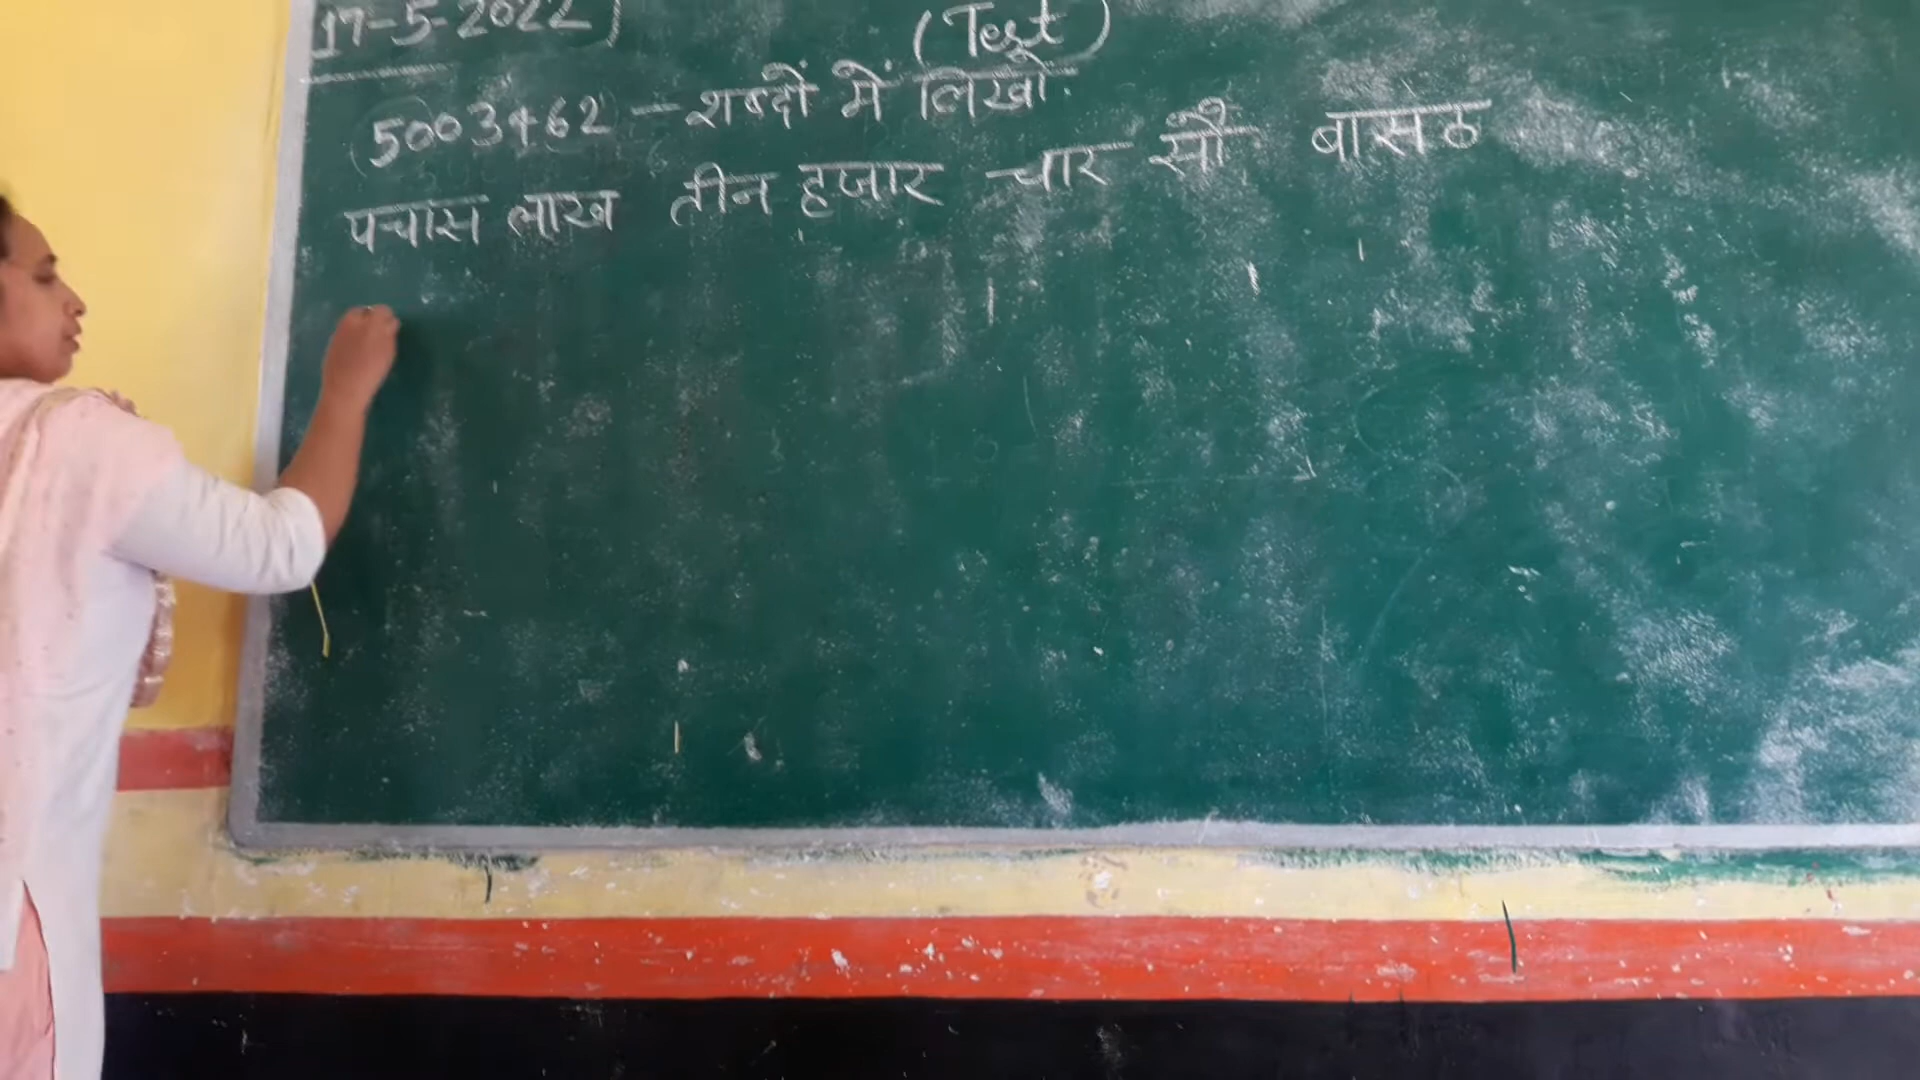 17-5-2022)
(Test)
5003462 - शब्दों में लिखो.
पचास लाख तीन हजार चार सौ बासठ